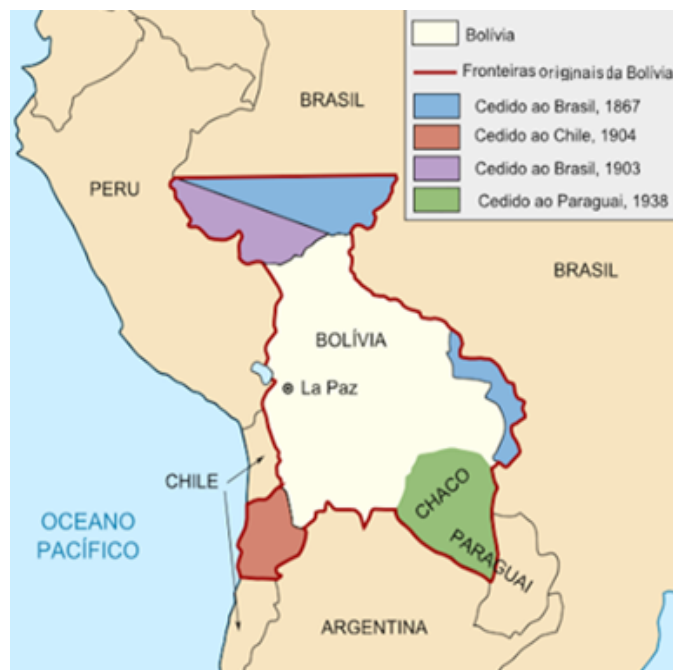 Bolívia
Fronteiras originais da Bolívia
BRASIL
Cedido ao Brasil, 1867
Cedido ao Chile, 1904
PERU
Cedido ao Brasil, 1903
Cedido ao Paraguai, 1938
BRASIL
BOLÍVIA
La Paz
CHILE
CHACO
OCEANO
PACÍFICO
PARAGUAI
ARGENTINA